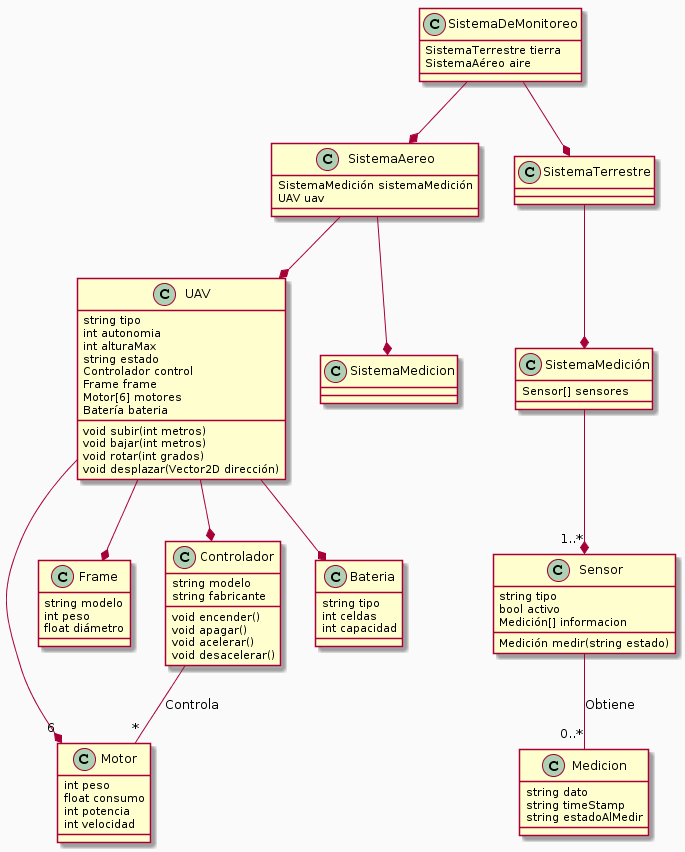 C SistemaDeMonitoreo
SistemaTerrestre tierra
SistemaAéreo aire
C SistemaAereo
SistemaMedición sistemaMedición
UAV uav
C SistemaTerrestre
C UAV
string tipo
int autonomia
int alturaMax
string estado
Controlador control
Frame frame
Motor[6] motores
Batería bateria
void subir(int metros)
void bajar(int metros)
void rotar(int grados)
void desplazar(Vector2D dirección)
C SistemaMedicion
C SistemaMedición
Sensor[] sensores
1..*
C Frame
string modelo
int peso
float diámetro
C Controlador
string modelo
string fabricante
void encender()
void apagar()
void acelerar()
void desacelerar()
C Bateria
string tipo
int celdas
int capacidad
C Sensor
string tipo
bool activo
Medición[] informacion
Medición medir(string estado)
Controla
Obtiene
6
*
0..*
C Motor
int peso
float consumo
int potencia
int velocidad
C Medicion
string dato
string timeStamp
string estadoAlMedir